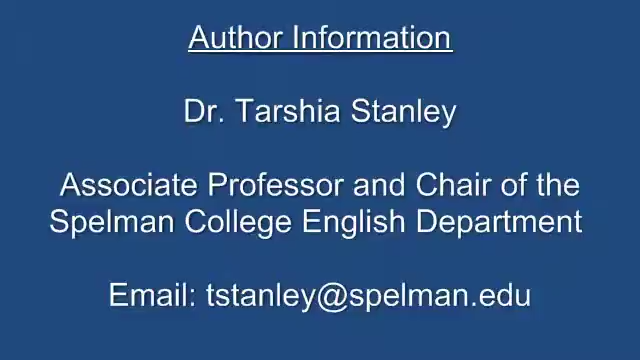 Author Information
Dr. Tarshia Stanley
Associate Professor and Chair of the
Spelman College English Department
Email: tstanley@spelman.edu